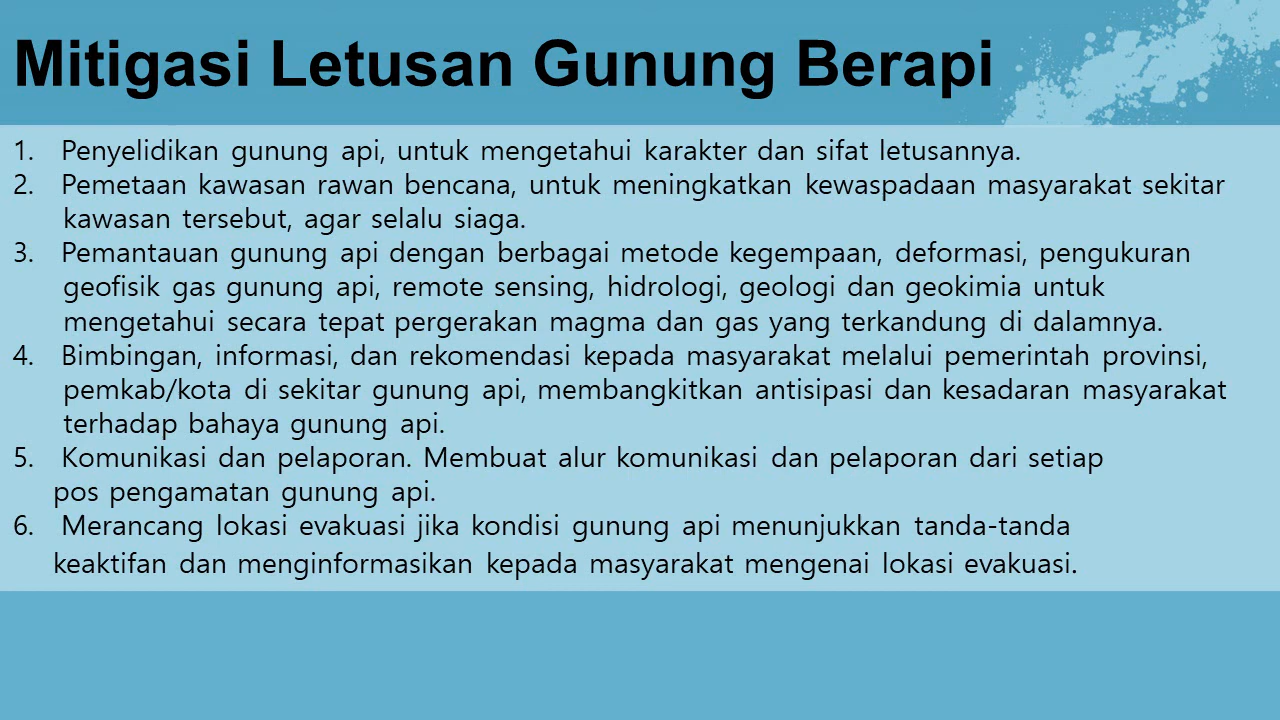 Mitigasi Letusan Gunung Berapi
1. Penyelidikan gunung api, untuk mengetahui karakter dan sifat letusannya.
2. Pemetaan kawasan rawan bencana, untuk meningkatkan kewaspadaan masyarakat sekitar
kawasan tersebut, agar selalu siaga.
3. Pemantauan gunung api dengan berbagai metode kegempaan, deformasi, pengukuran
geofisik gas gunung api, remote sensing, hidrologi, geologi dan geokimia untuk
mengetahui secara tepat pergerakan magma dan gas yang terkandung di dalamnya.
4. Bimbingan, informasi, dan rekomendasi kepada masyarakat melalui pemerintah provinsi,
pemkab/kota di sekitar gunung api, membangkitkan antisipasi dan kesadaran masyarakat
terhadap bahaya gunung api.
5. Komunikasi dan pelaporan. Membuat alur komunikasi dan pelaporan dari setiap
pos pengamatan gunung api.
6. Merancang lokasi evakuasi jika kondisi gunung api menunjukkan tanda-tanda
keaktifan dan menginformasikan kepada masyarakat mengenai lokasi evakuasi.